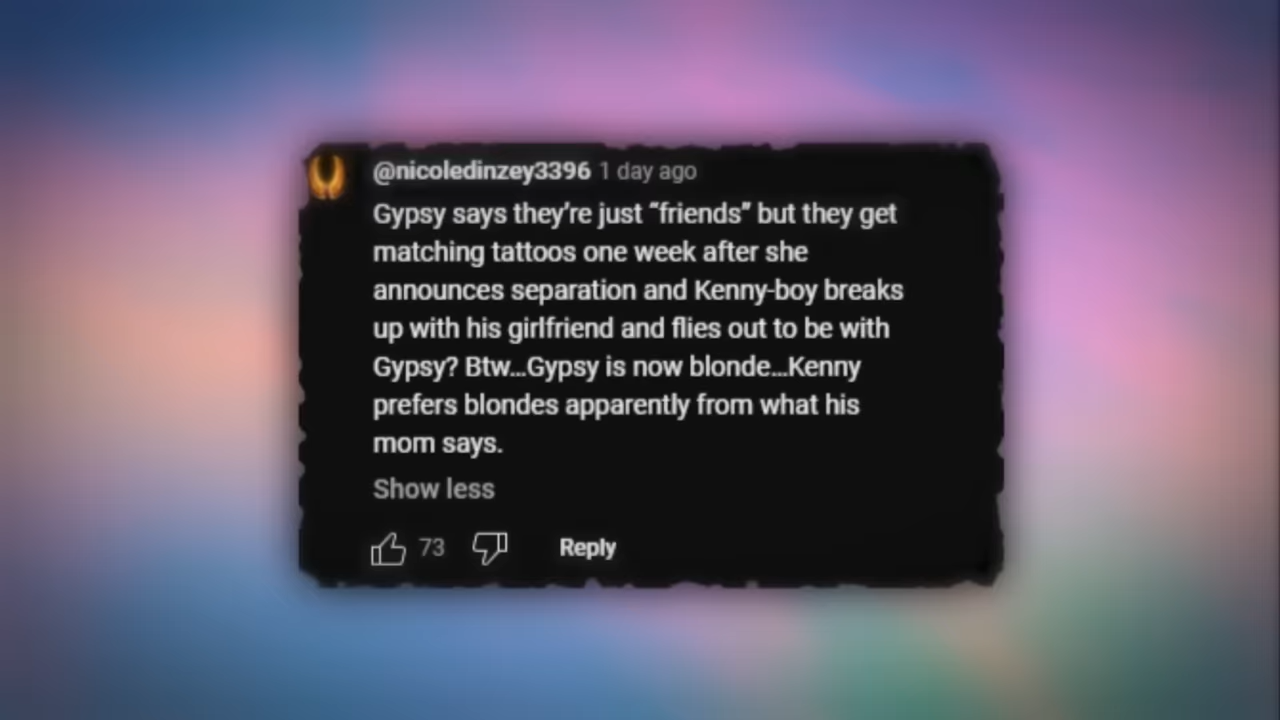 @nicoledinzey3396 1 day ago
Gypsy says they're just “friends” but they get
matching tattoos one week after she
announces separation and Kenny-boy breaks
up with his girlfriend and flies out to be with
Gypsy? Btw...Gypsy is now blonde...Kenny
prefers blondes apparently from what his
mom says.
Show less
73
Reply